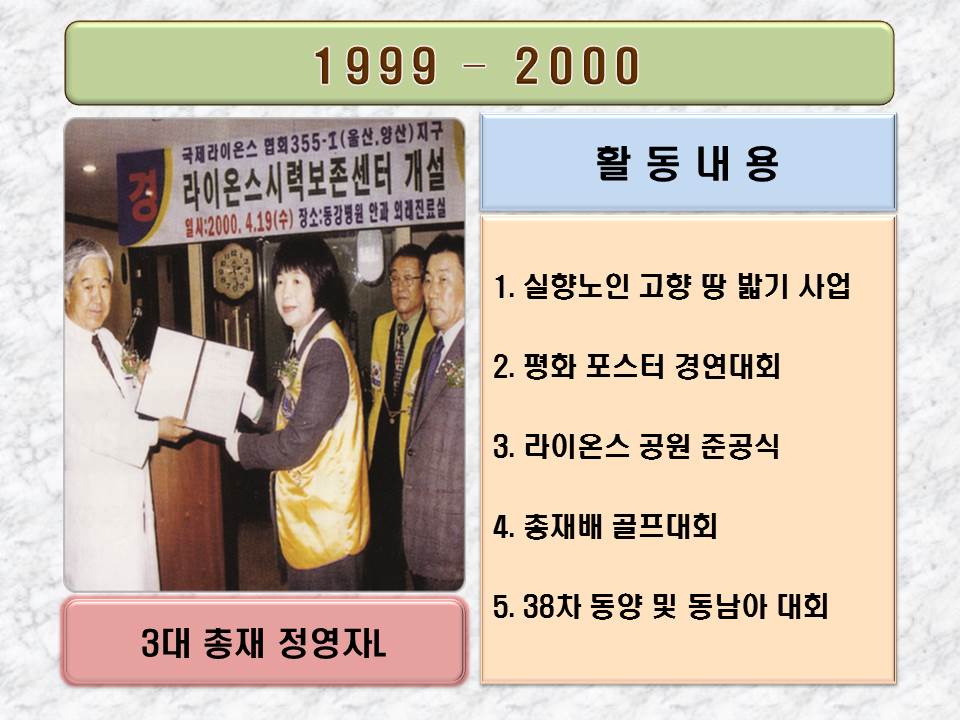 1999 - 2000
국제라이온스 협회355-I(울산,양산)지구
경
라이온스시력보존센터 개설
일시:2000. 4.19(수) 장소:동강병원 안과 외래진료실
3대 총재 정영자L
활 동 내 용
1. 실향노인 고향 땅 밟기 사업
2. 평화 포스터 경연대회
3. 라이온스 공원 준공식
4. 총재배 골프대회
5. 38차 동양 및 동남아 대회